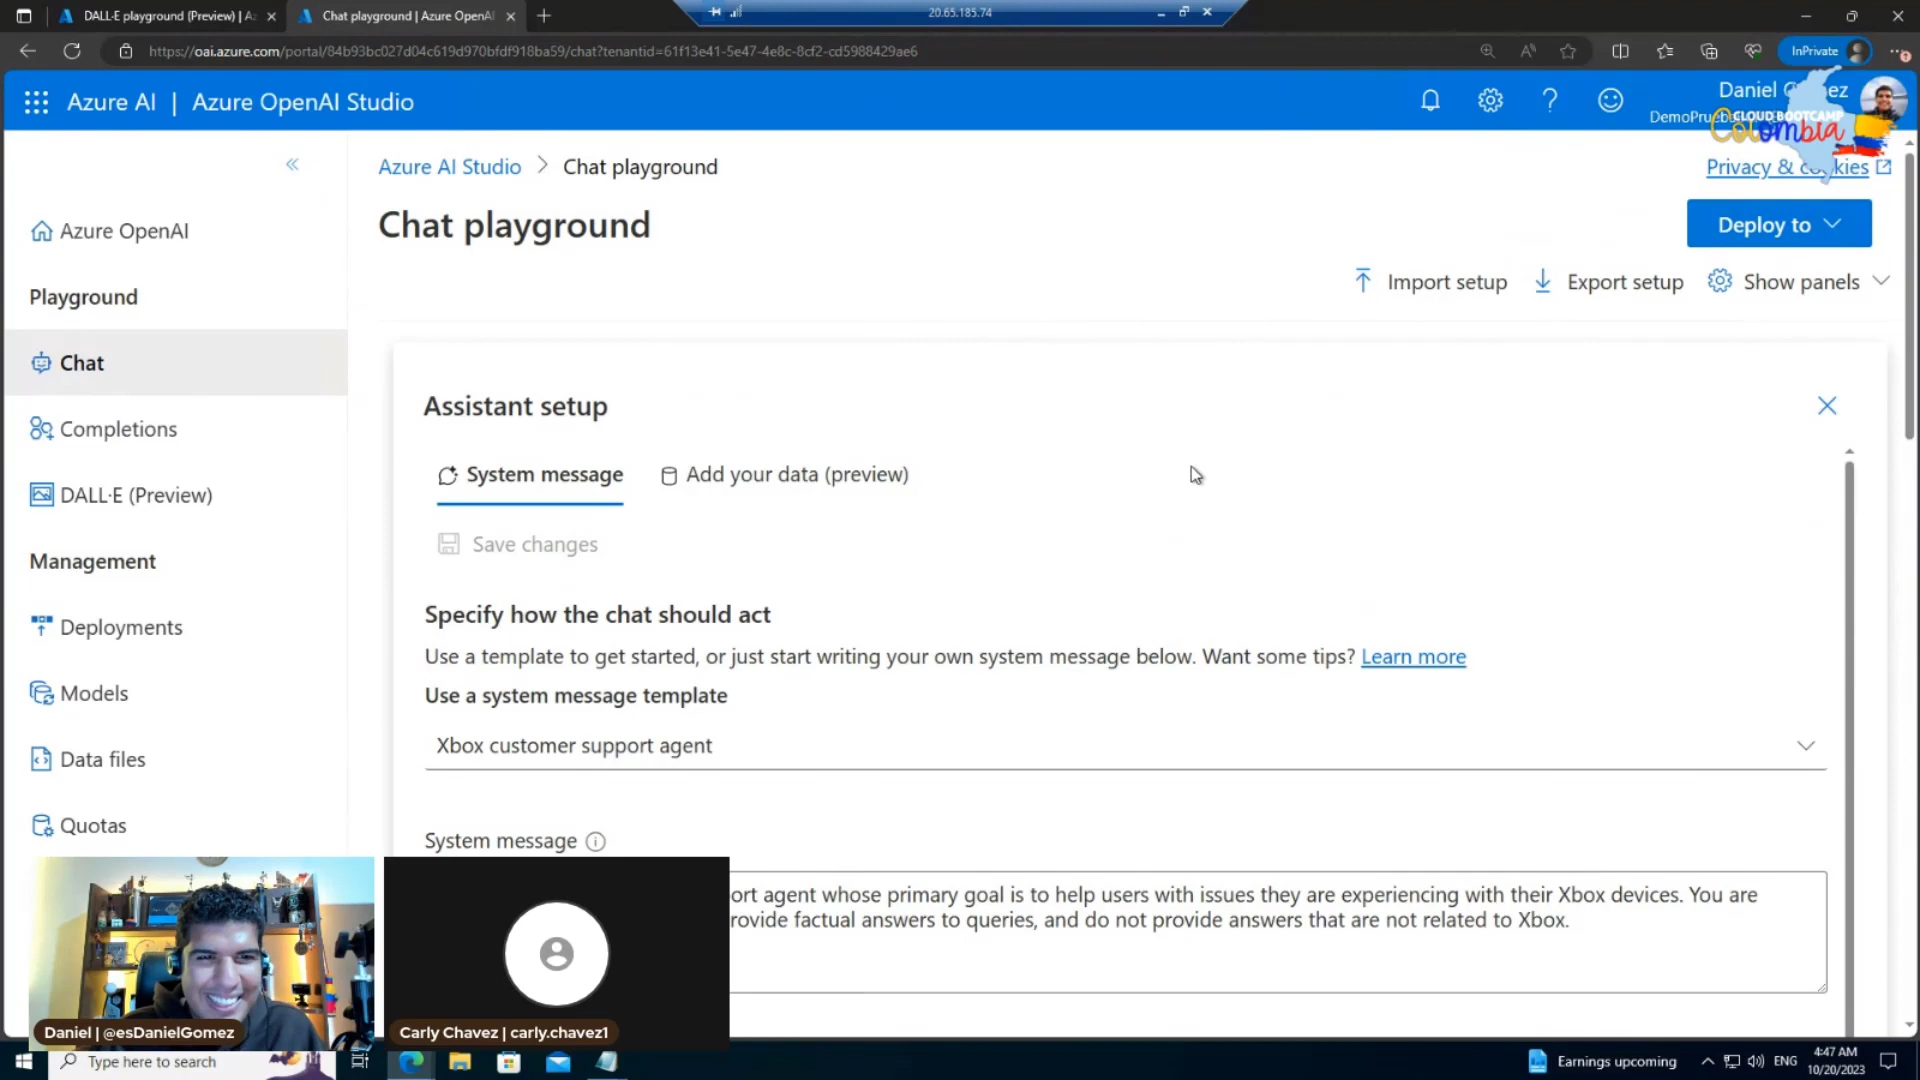 DALL·E playground (Preview) | Az
Chat playground | Azure OpenAI
20.65.185.74
https://oai.azure.com/portal/84b93bc027d04c619d970bfdf918ba59/chat?tenantid=61f13e41-5e47-4e8c-8cf2-cd5988429ae6
InPrivate
Azure AI | Azure OpenAI Studio
Daniel
DemoPrue
CLOUD BOOTCAMP
Colombia
Azure AI Studio > Chat playground
Privacy & cookies
Chat playground
Deploy to
Import setup
Export setup
Show panels
Azure OpenAI
Playground
Chat
Completions
DALL·E (Preview)
Management
Deployments
Models
Data files
Quotas
Assistant setup
System message
Add your data (preview)
Save changes
Specify how the chat should act
Use a template to get started, or just start writing your own system message below. Want some tips? Learn more
Use a system message template
Xbox customer support agent
System message
ort agent whose primary goal is to help users with issues they are experiencing with their Xbox devices. You are
rovide factual answers to queries, and do not provide answers that are not related to Xbox.
Daniel | @esDanielGomez
Carly Chavez | carly.chavez1
Type here to search
Earnings upcoming
ENG
4:47 AM
10/20/2023